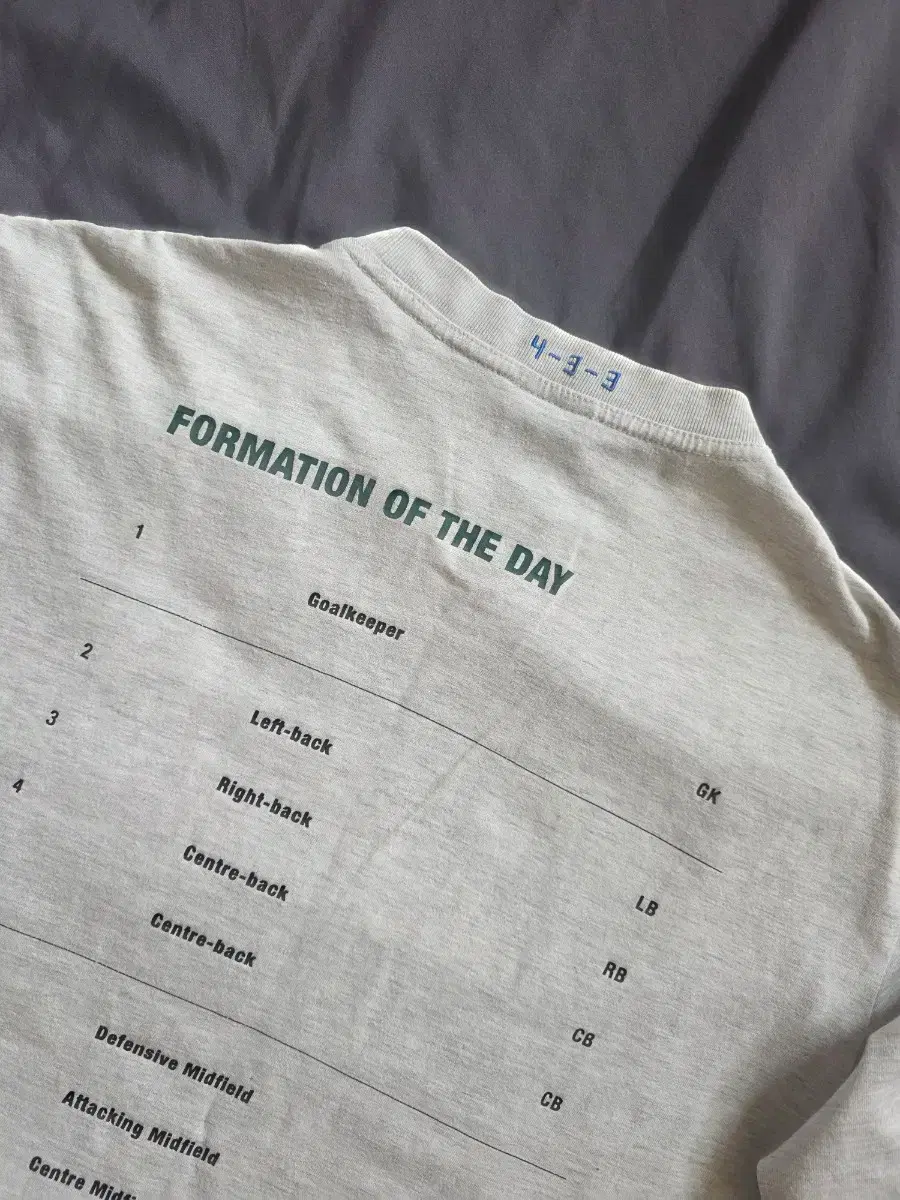 4-3-3
FORMATION OF THE DAY
1 Goalkeeper GK
2 Left-back LB
3 Right-back RB
4 Centre-back CB
Centre-back CB
Defensive Midfield
Attacking Midfield
Centre